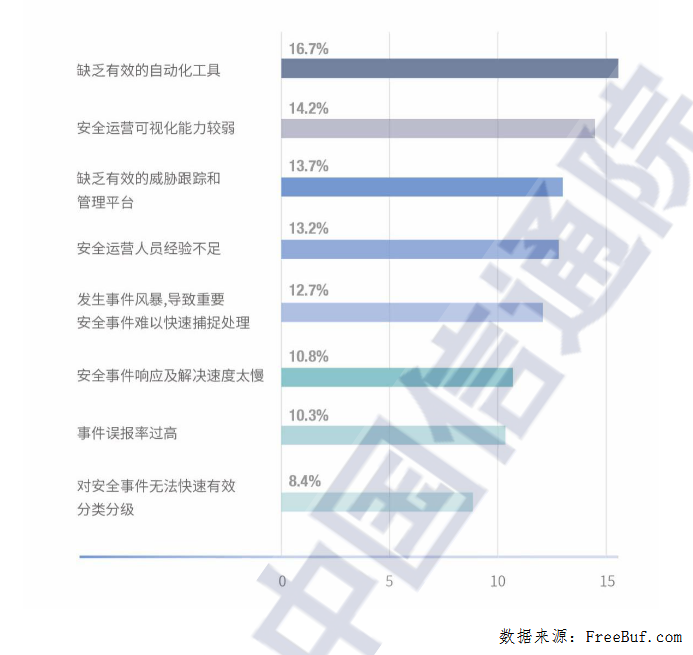 16.7%
缺乏有效的自动化工具
14.2%
安全运营可视化能力较弱
13.7%
缺乏有效的威胁跟踪和
管理平台
13.2%
安全运营人员经验不足
12.7%
发生事件风暴,导致重要
安全事件难以快速捕捉处理
10.8%
安全事件响应及解决速度太慢
10.3%
事件误报率过高
8.4%
对安全事件无法快速有效
分类分级
0 5 10 15
数据来源：FreeBuf.com
中国信通院